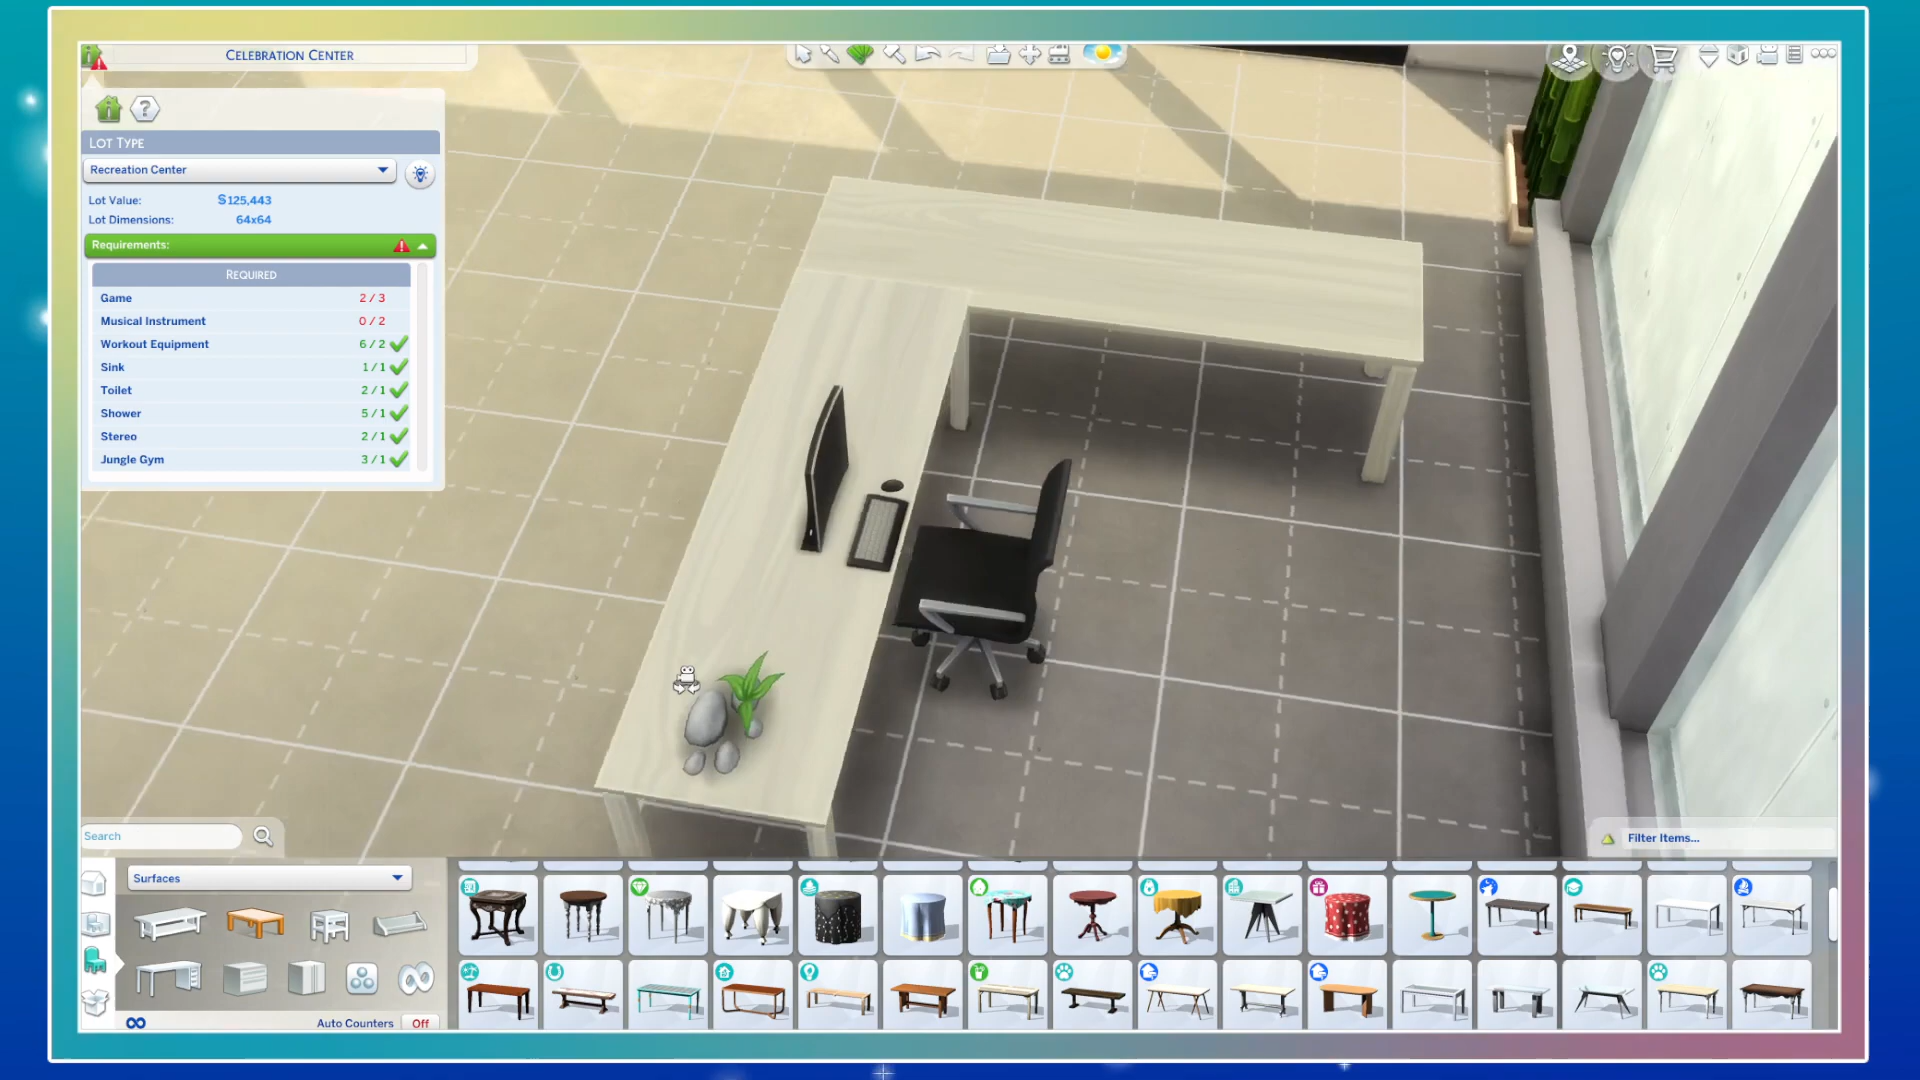 CELEBRATION CENTER
?
LOT TYPE
Recreation Center
Lot Value: §125,443
Lot Dimensions: 64x64
Requirements:
REQUIRED
Game 2 / 3
Musical Instrument 0 / 2
Workout Equipment 6 / 2
Sink 1 / 1
Toilet 2 / 1
Shower 5 / 1
Stereo 2 / 1
Jungle Gym 3 / 1
Search
Filter Items...
Surfaces
Auto Counters Off